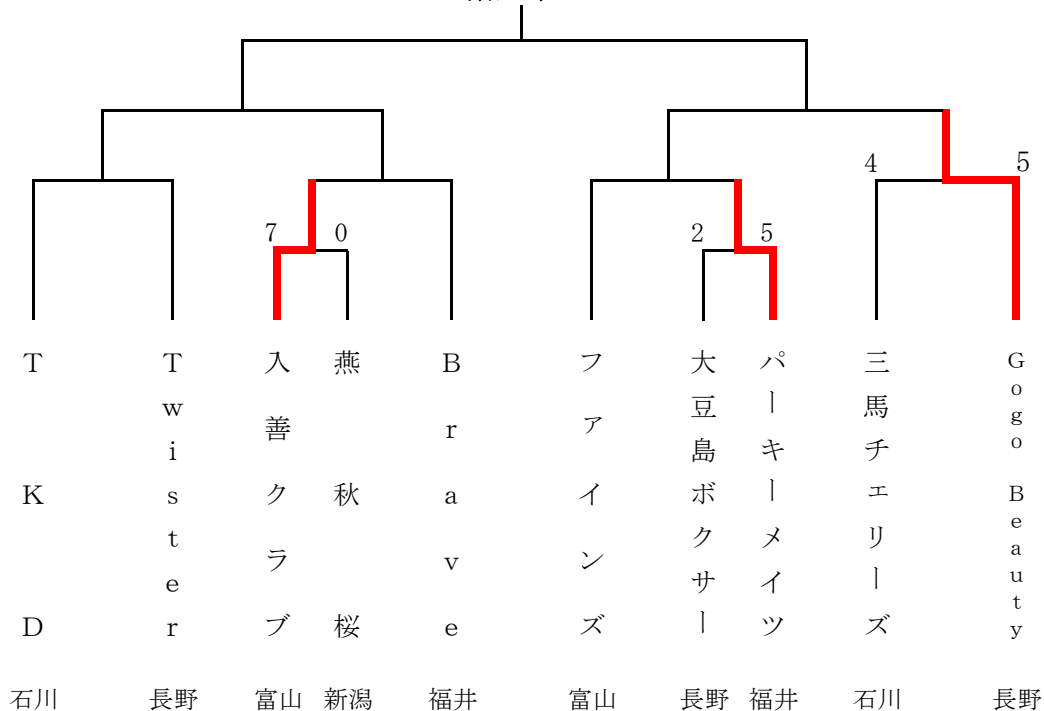 4 5
7 0 2 5
TKD
Twister
入善クラブ
燕秋桜
Brave
ファインズ
大豆島ボクサー
パーキーメイツ
三馬チェリーズ
Gogo Beauty
石川 長野 富山 新潟 福井 富山 長野 福井 石川 長野